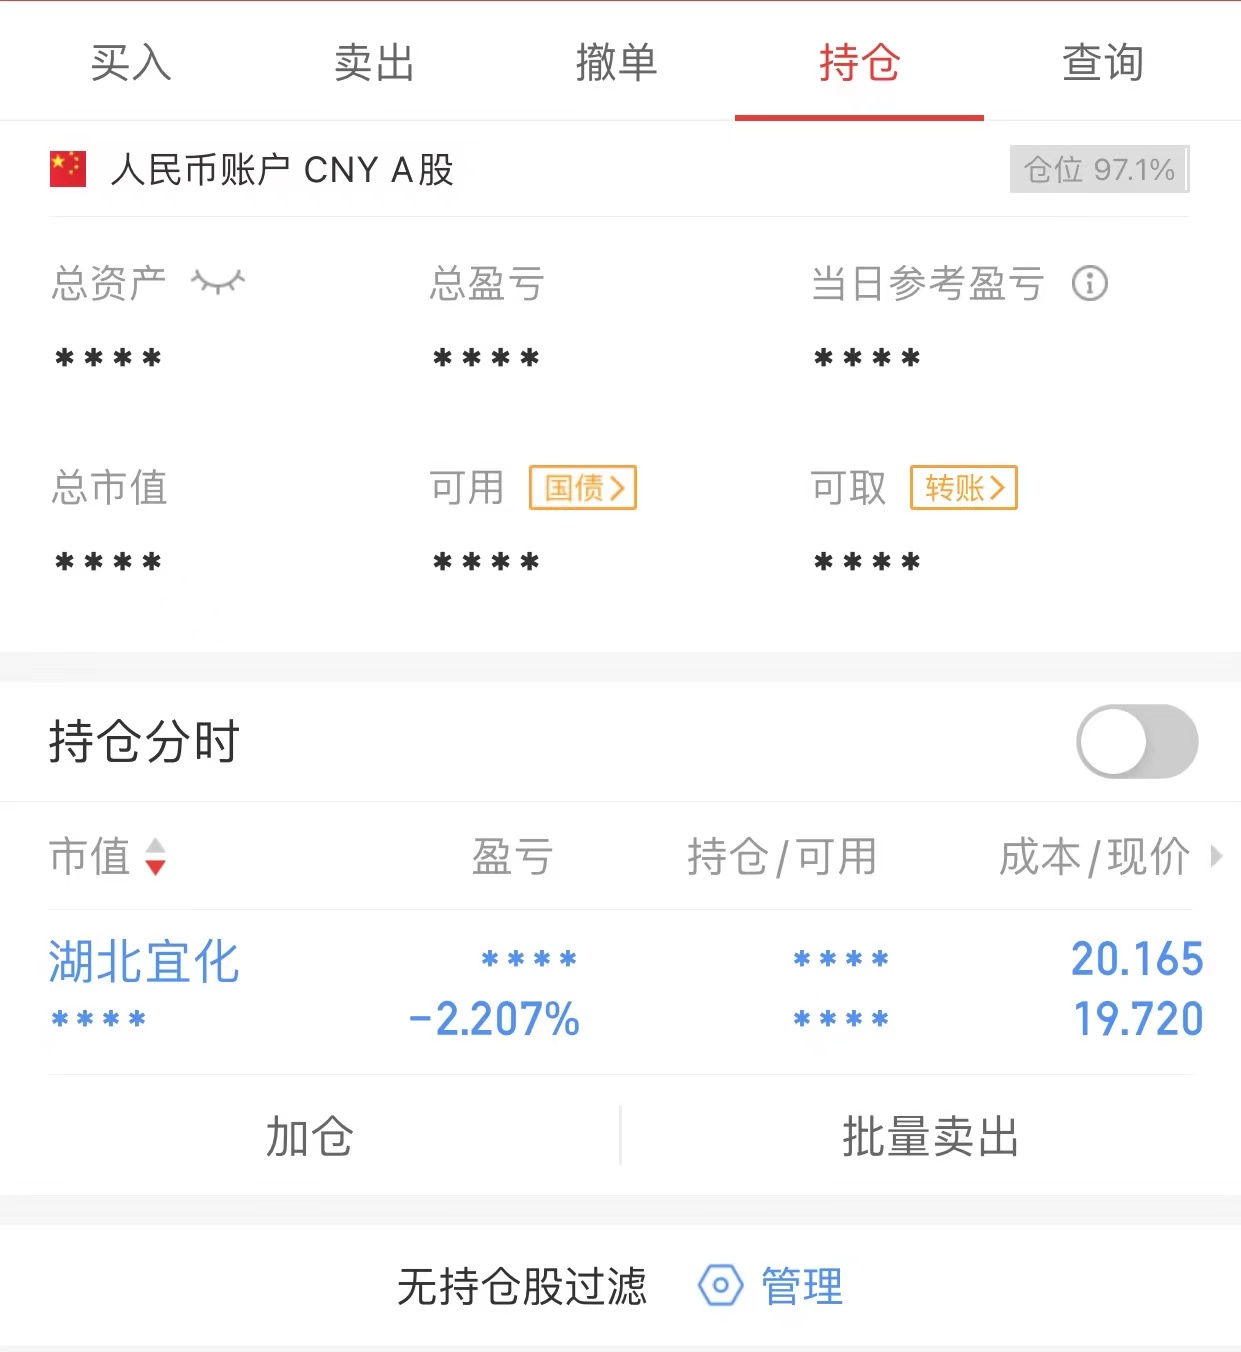 买入 卖出 撤单 持仓 查询
人民币账户 CNY A股 仓位 97.1%
总资产 总盈亏 当日参考盈亏
**** **** ****
总市值 可用 国债 可取 转账
**** **** ****
持仓分时
市值 盈亏 持仓/可用 成本/现价
湖北宜化 **** **** 20.165
**** -2.207% **** 19.720
加仓 批量卖出
无持仓股过滤 管理